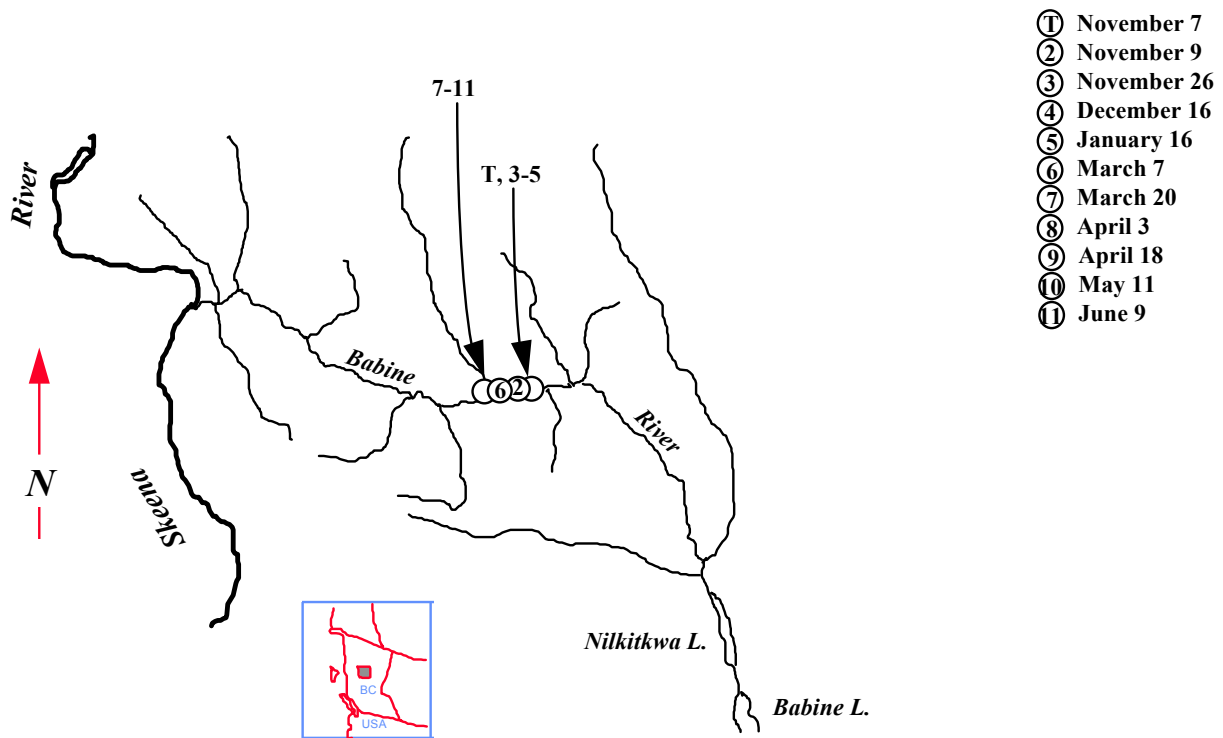 T November 7
2 November 9
3 November 26
4 December 16
5 January 16
6 March 7
7 March 20
8 April 3
9 April 18
10 May 11
11 June 9
7-11
T, 3-5
River
Babine
6
2
River
N
Skeena
Nilkitkwa L.
Babine L.
BC
USA